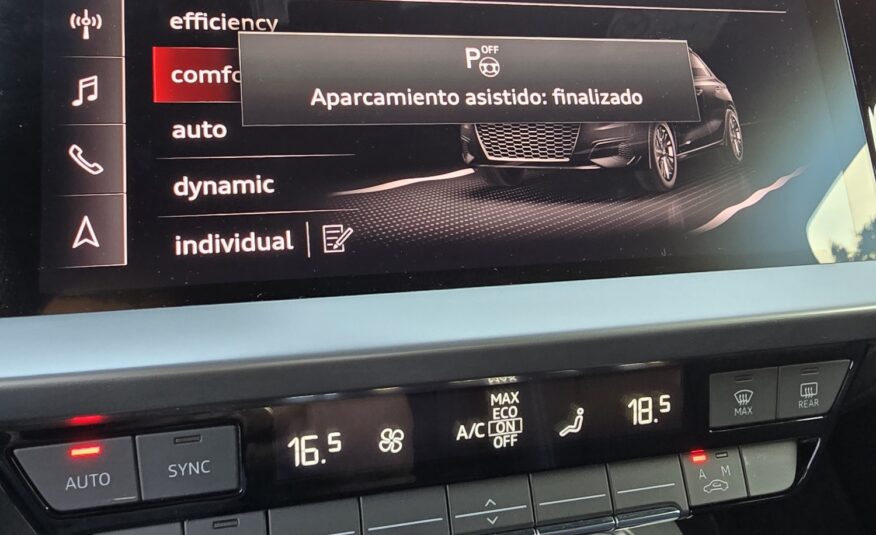 efficiency
P OFF
Aparcamiento asistido: finalizado
auto
dynamic
individual
MAX
ECO
A/C ON
OFF
16.5
18.5
MAX
REAR
AUTO
SYNC
A M